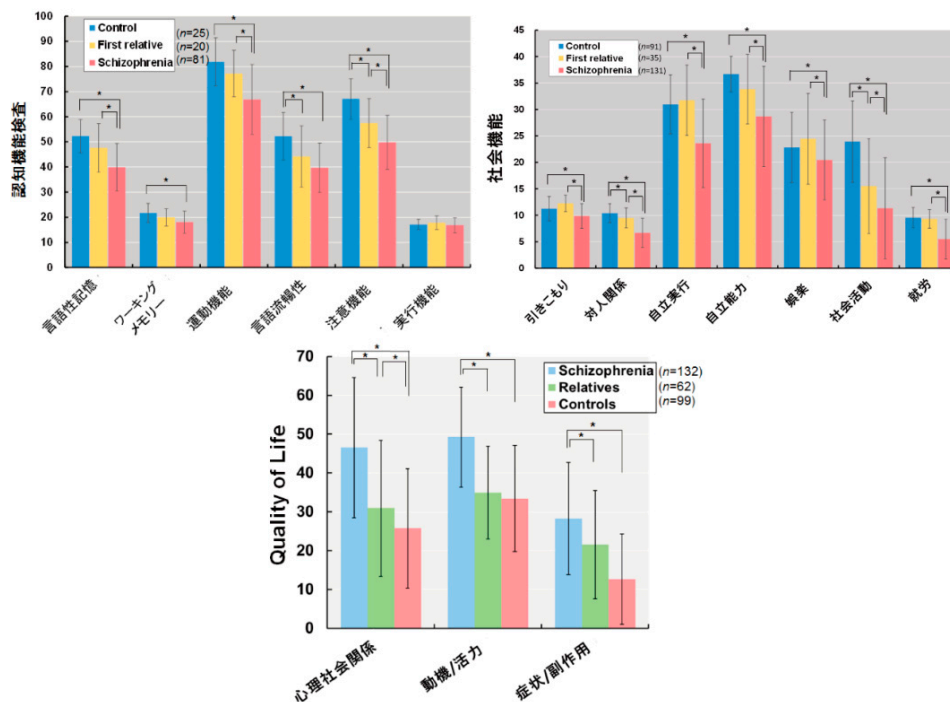 認知機能検査
100
90
80
70
60
50
40
30
20
10
0
Control (n=25)
First relative (n=20)
Schizophrenia (n=81)
* * * * * * * * * * * *
言語性記憶
ワーキング
メモリー
運動機能
言語流暢性
注意機能
実行機能
社会機能
45
40
35
30
25
20
15
10
5
0
Control (n=91)
First relative (n=35)
Schizophrenia (n=131)
* * * * * * * * * * * * * * * *
引きこもり
対人関係
自立実行
自立能力
娯楽
社会活動
就労
Quality of Life
70
60
50
40
30
20
10
0
Schizophrenia (n=132)
Relatives (n=62)
Controls (n=99)
* * * * * * *
心理社会関係
動機/活力
症状/副作用